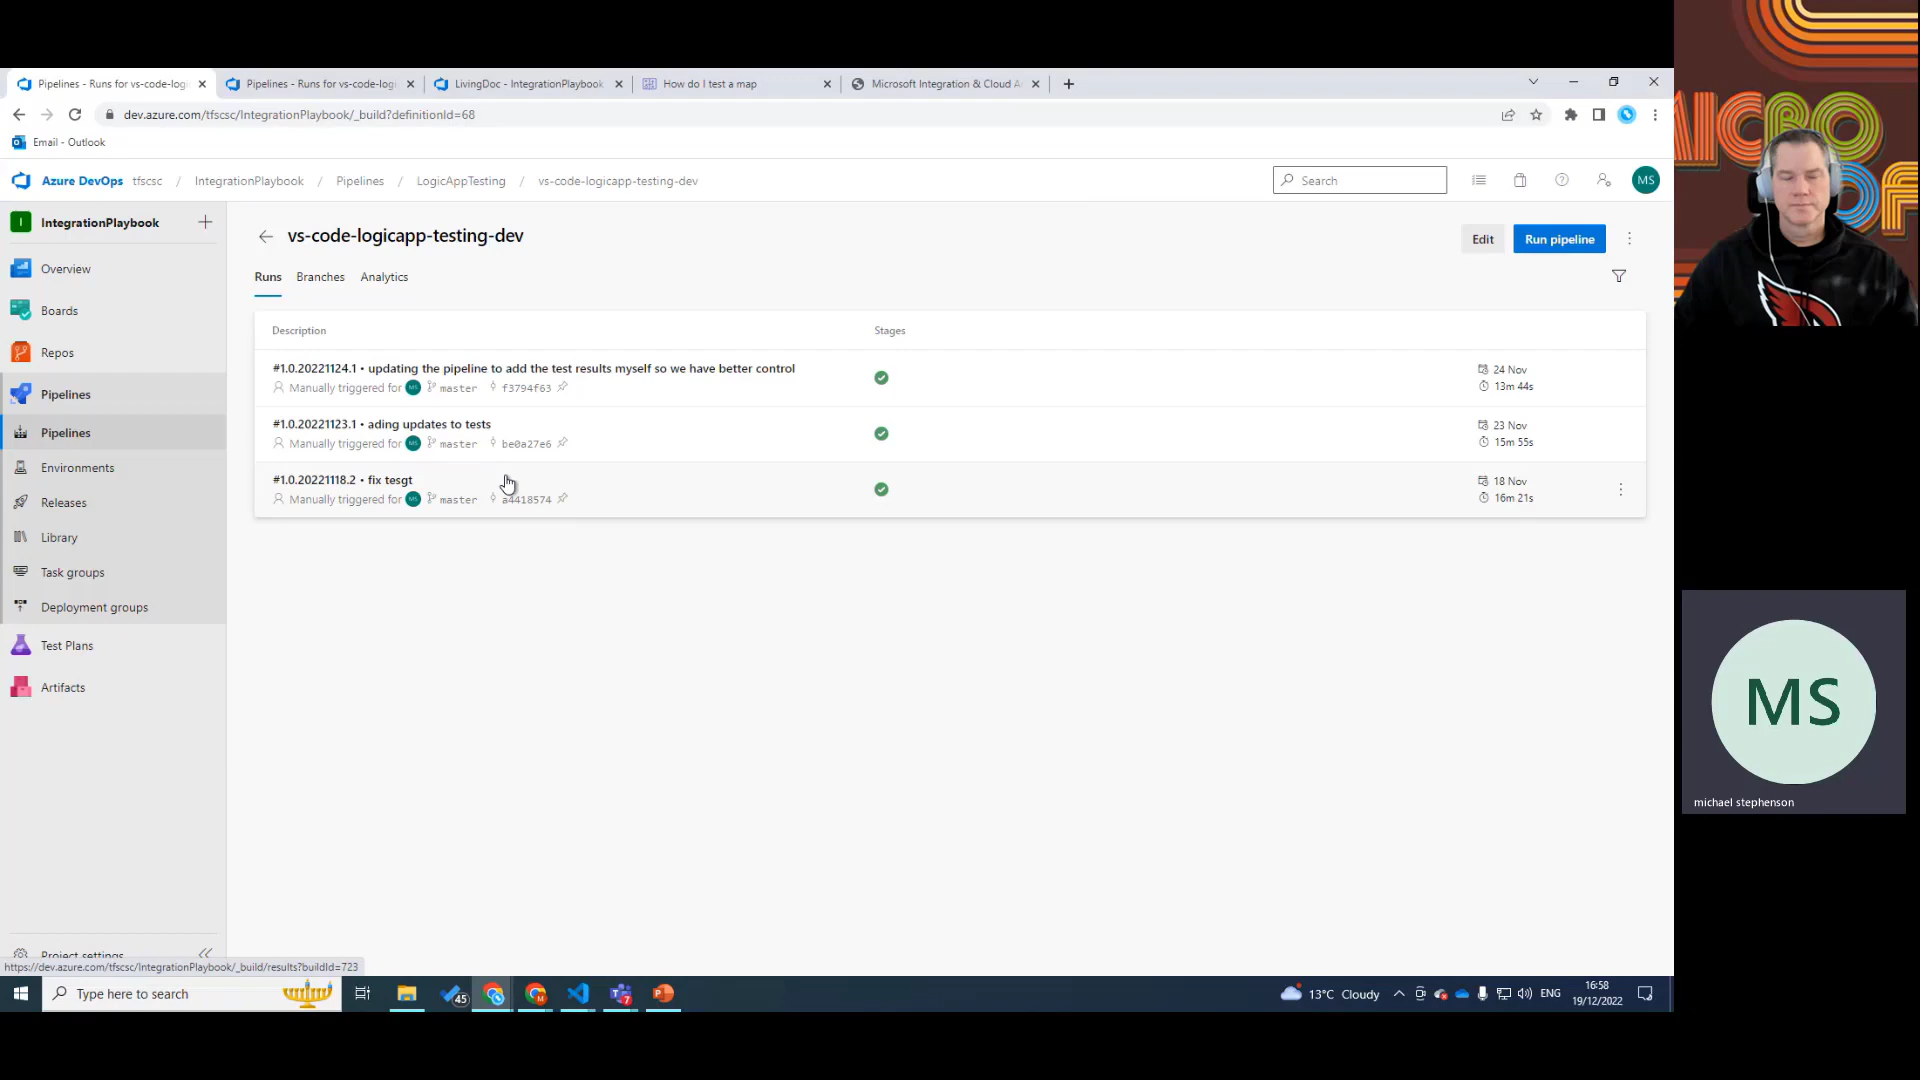 Pipelines - Runs for vs-code-logi
Pipelines - Runs for vs-code-logi
LivingDoc - IntegrationPlaybook
How do I test a map
Microsoft Integration & Cloud A
dev.azure.com/tfscsc/IntegrationPlaybook/_build?definitionId=68
Email - Outlook
Azure DevOps tfscsc / IntegrationPlaybook / Pipelines / LogicAppTesting / vs-code-logicapp-testing-dev
Search
MS
I IntegrationPlaybook
Overview
Boards
Repos
Pipelines
Pipelines
Environments
Releases
Library
Task groups
Deployment groups
Test Plans
Artifacts
Project settings
vs-code-logicapp-testing-dev
Edit
Run pipeline
Runs
Branches
Analytics
Description
Stages
#1.0.20221124.1 • updating the pipeline to add the test results myself so we have better control
Manually triggered for MS master f3794f63
24 Nov
13m 44s
#1.0.20221123.1 • ading updates to tests
Manually triggered for MS master be0a27e6
23 Nov
15m 55s
#1.0.20221118.2 • fix tesgt
Manually triggered for MS master a4418574
18 Nov
16m 21s
https://dev.azure.com/tfscsc/IntegrationPlaybook/_build/results?buildId=723
Type here to search
45
7
13°C Cloudy
ENG
16:58
19/12/2022
MICRO
OF
MS
michael stephenson